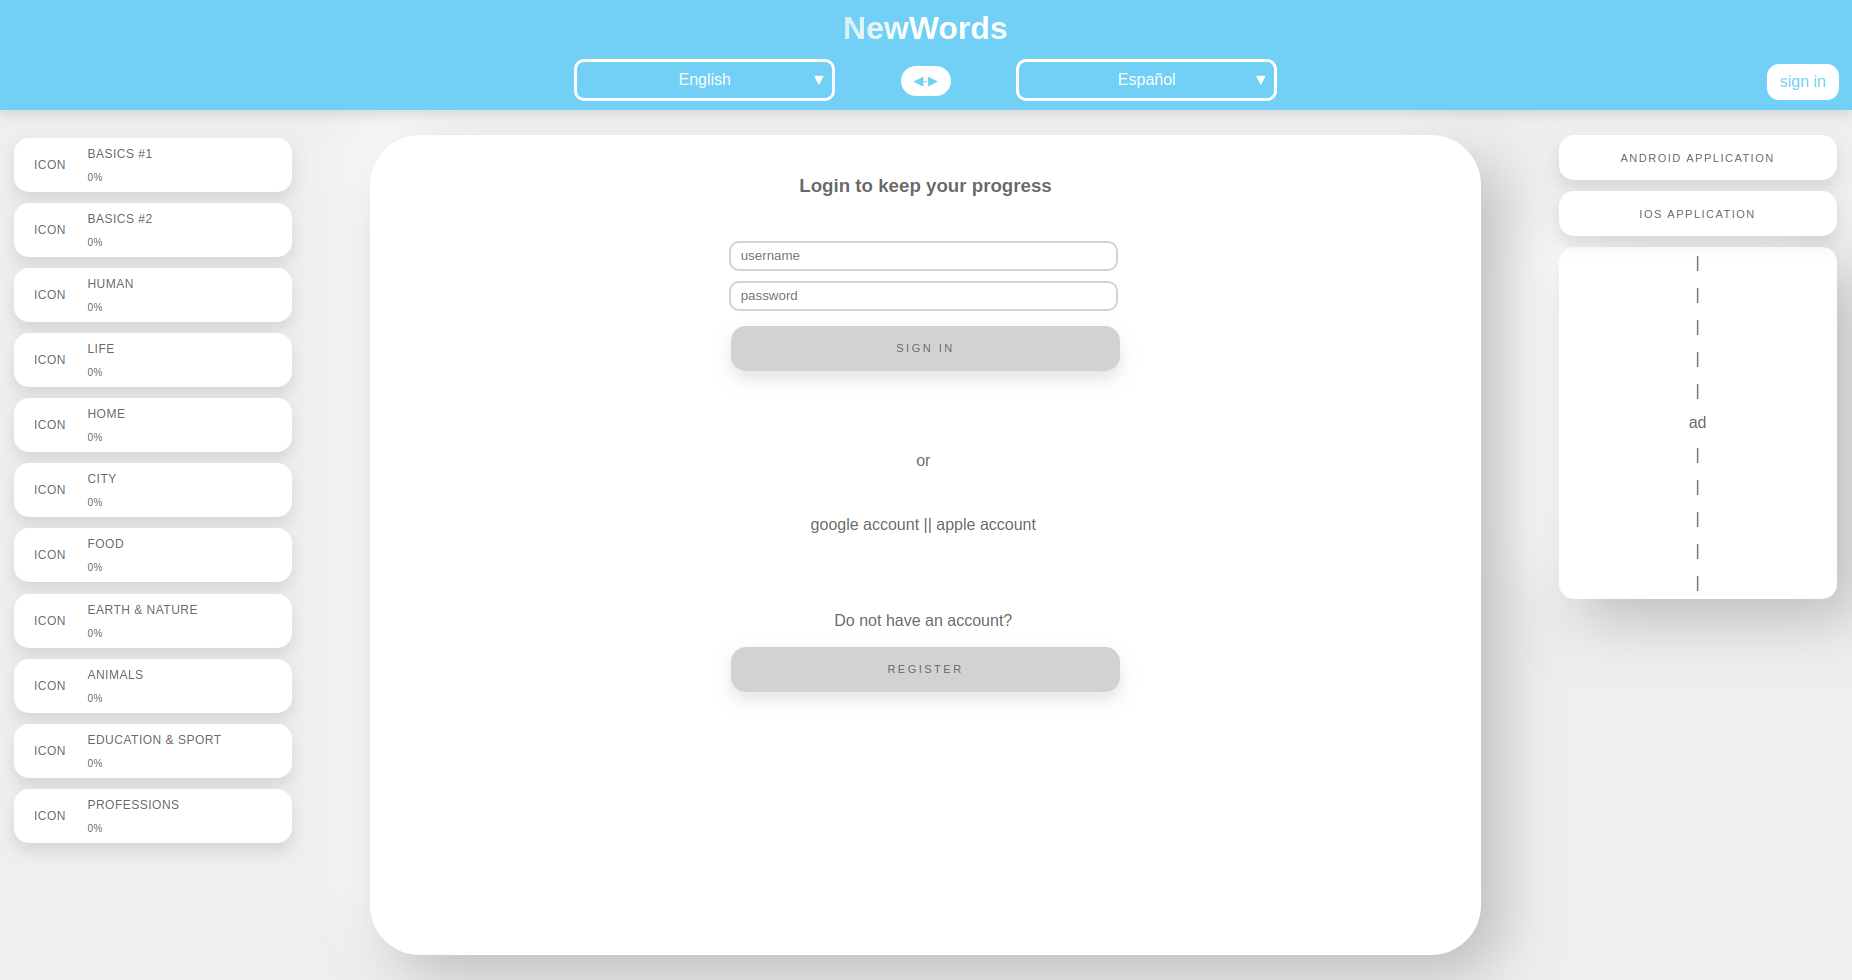 NewWords
English ▼
◄-►
Español ▼
sign in
ICON
BASICS #1
0%
ICON
BASICS #2
0%
ICON
HUMAN
0%
ICON
LIFE
0%
ICON
HOME
0%
ICON
CITY
0%
ICON
FOOD
0%
ICON
EARTH & NATURE
0%
ICON
ANIMALS
0%
ICON
EDUCATION & SPORT
0%
ICON
PROFESSIONS
0%
Login to keep your progress
username
password
SIGN IN
or
google account || apple account
Do not have an account?
REGISTER
ANDROID APPLICATION
IOS APPLICATION
|
|
|
|
|
ad
|
|
|
|
|